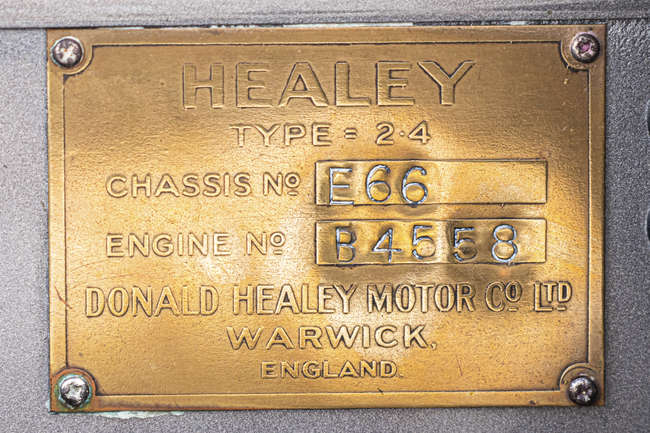 HEALEY
TYPE = 2·4
CHASSIS Nº E66
ENGINE Nº B4558
DONALD HEALEY MOTOR Cº LTD
WARWICK,
ENGLAND.